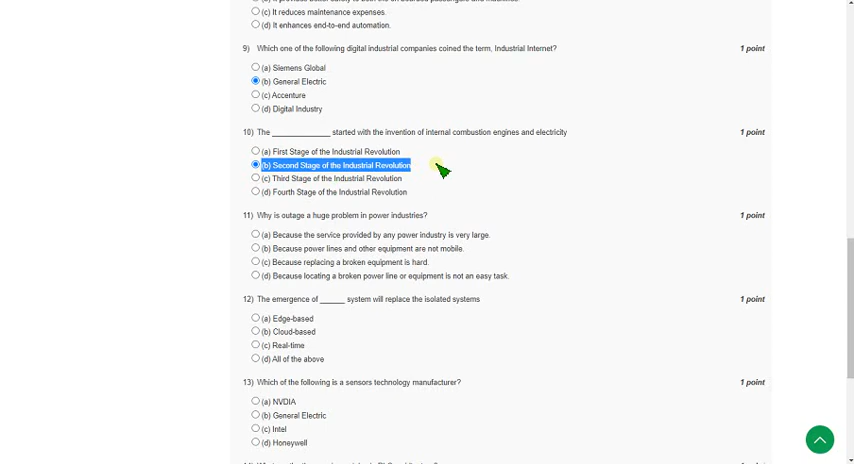 (c) It reduces maintenance expenses.
(d) It enhances end-to-end automation.
9) Which one of the following digital industrial companies coined the term, Industrial Internet? 1 point
(a) Siemens Global
(b) General Electric
(c) Accenture
(d) Digital Industry
10) The ______________ started with the invention of internal combustion engines and electricity 1 point
(a) First Stage of the Industrial Revolution
(b) Second Stage of the Industrial Revolution
(c) Third Stage of the Industrial Revolution
(d) Fourth Stage of the Industrial Revolution
11) Why is outage a huge problem in power industries? 1 point
(a) Because the service provided by any power industry is very large.
(b) Because power lines and other equipment are not mobile.
(c) Because replacing a broken equipment is hard.
(d) Because locating a broken power line or equipment is not an easy task.
12) The emergence of ______ system will replace the isolated systems 1 point
(a) Edge-based
(b) Cloud-based
(c) Real-time
(d) All of the above
13) Which of the following is a sensors technology manufacturer? 1 point
(a) NVDIA
(b) General Electric
(c) Intel
(d) Honeywell